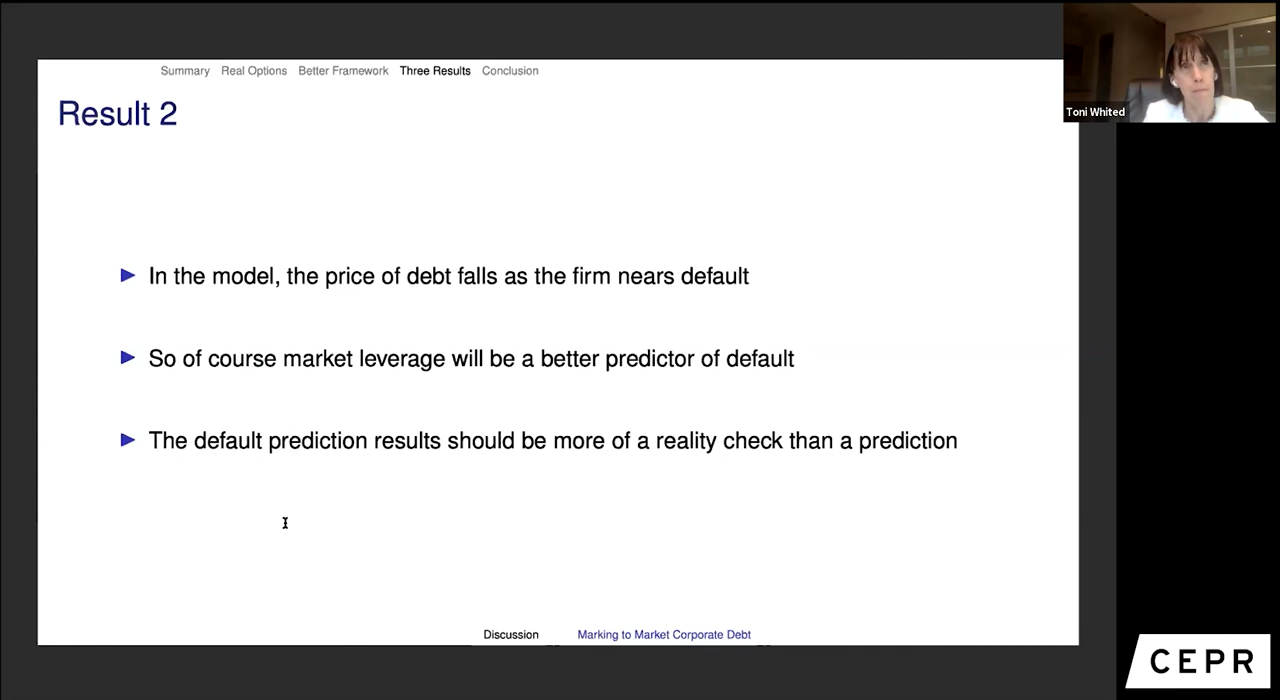 Summary Real Options Better Framework Three Results Conclusion
Result 2
Toni Whited
In the model, the price of debt falls as the firm nears default
So of course market leverage will be a better predictor of default
The default prediction results should be more of a reality check than a prediction
Discussion Marking to Market Corporate Debt
CEPR